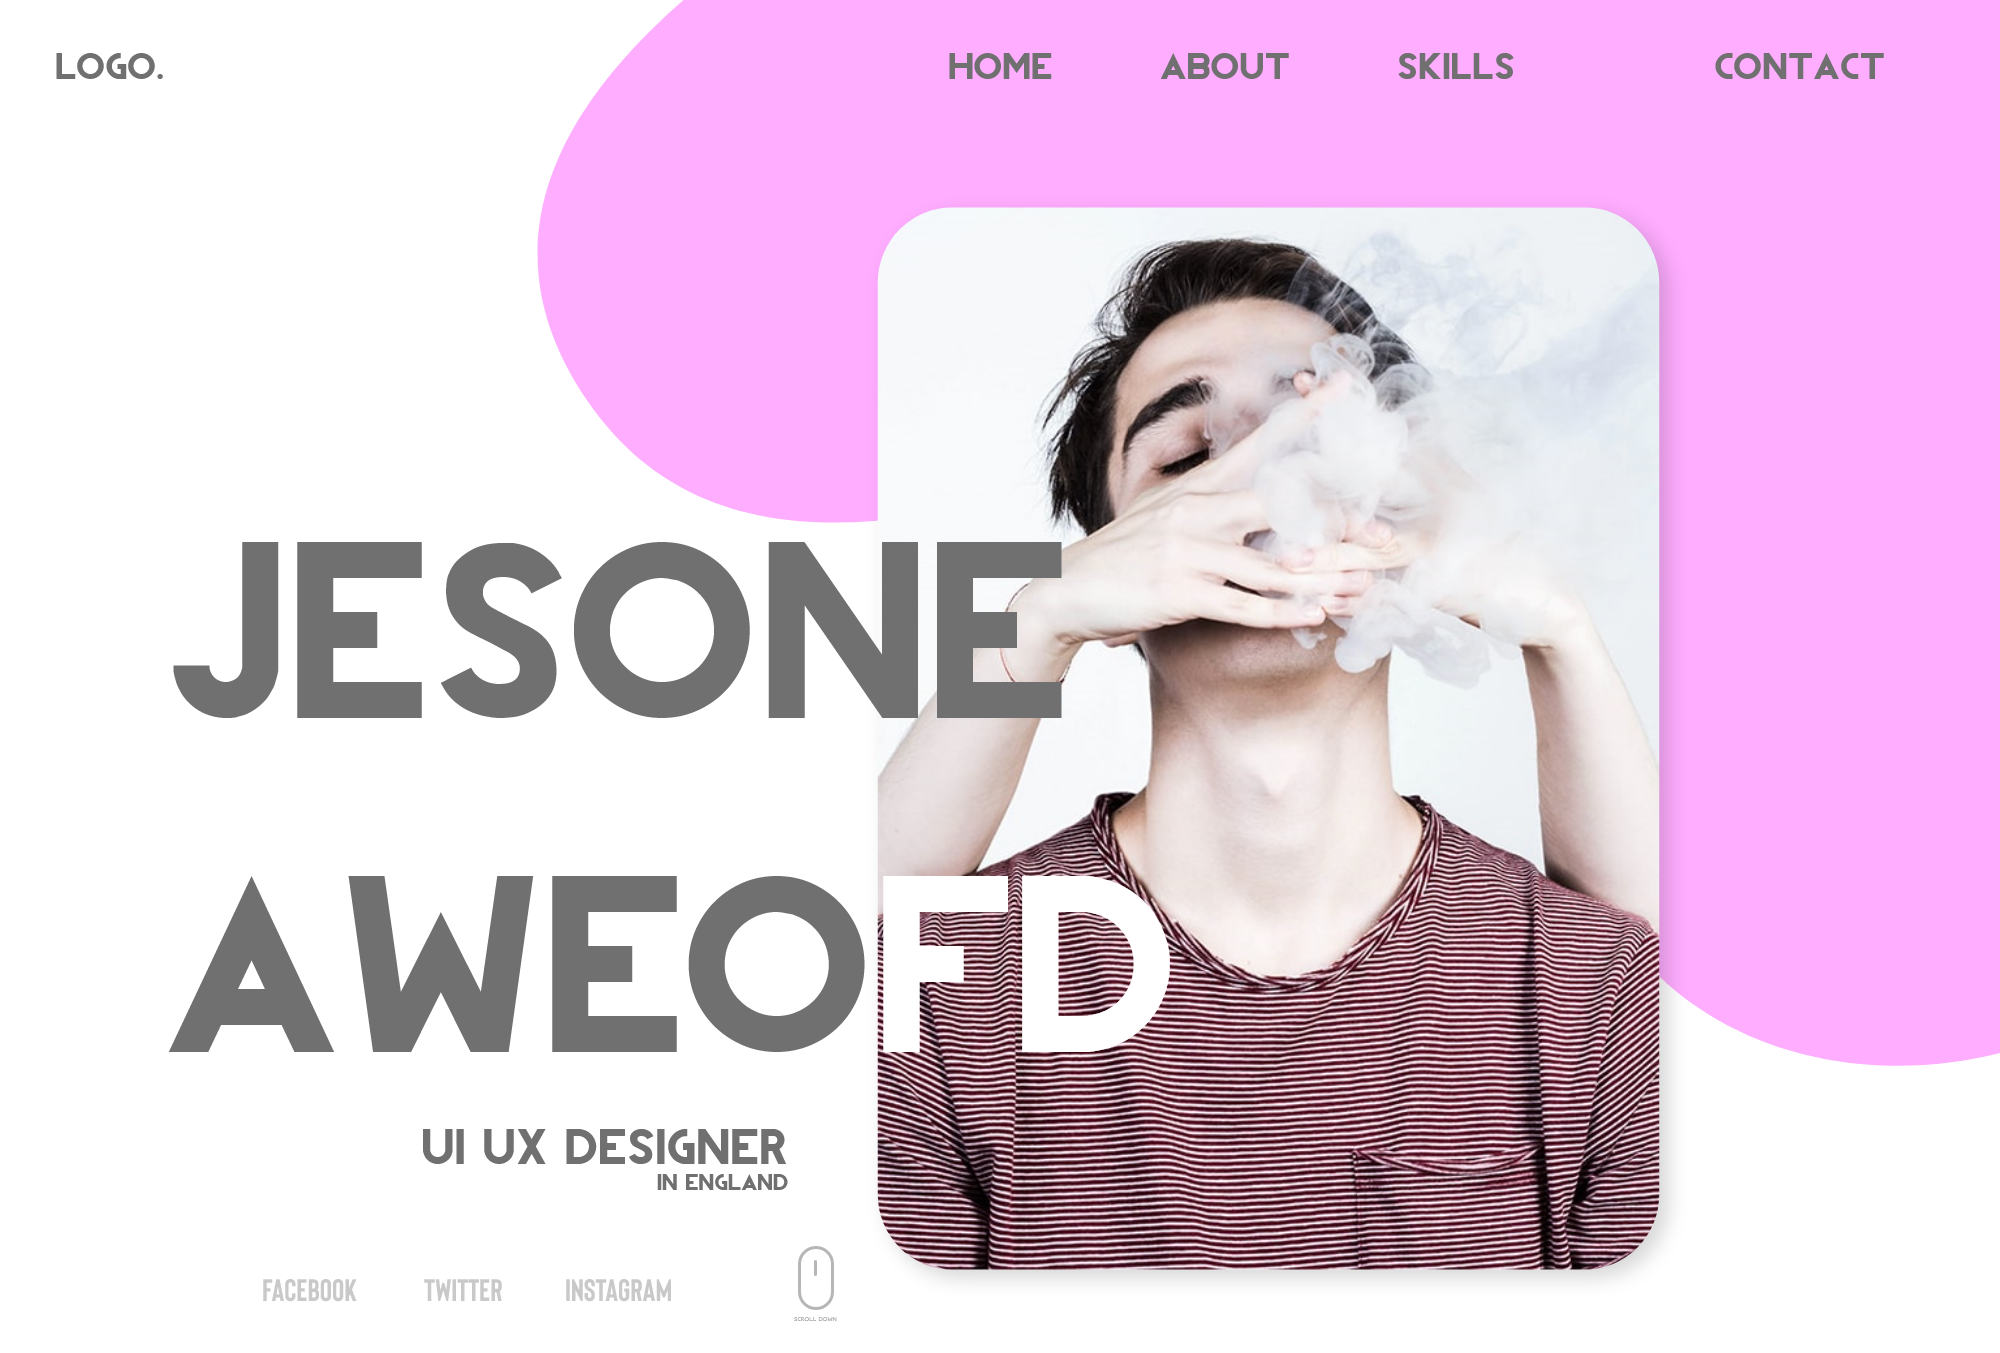 LOGO. HOME ABOUT SKILLS CONTACT
JESONE
AWEOFD
UI UX DESIGNER
IN ENGLAND
FACEBOOK TWITTER INSTAGRAM
SCROLL DOWN